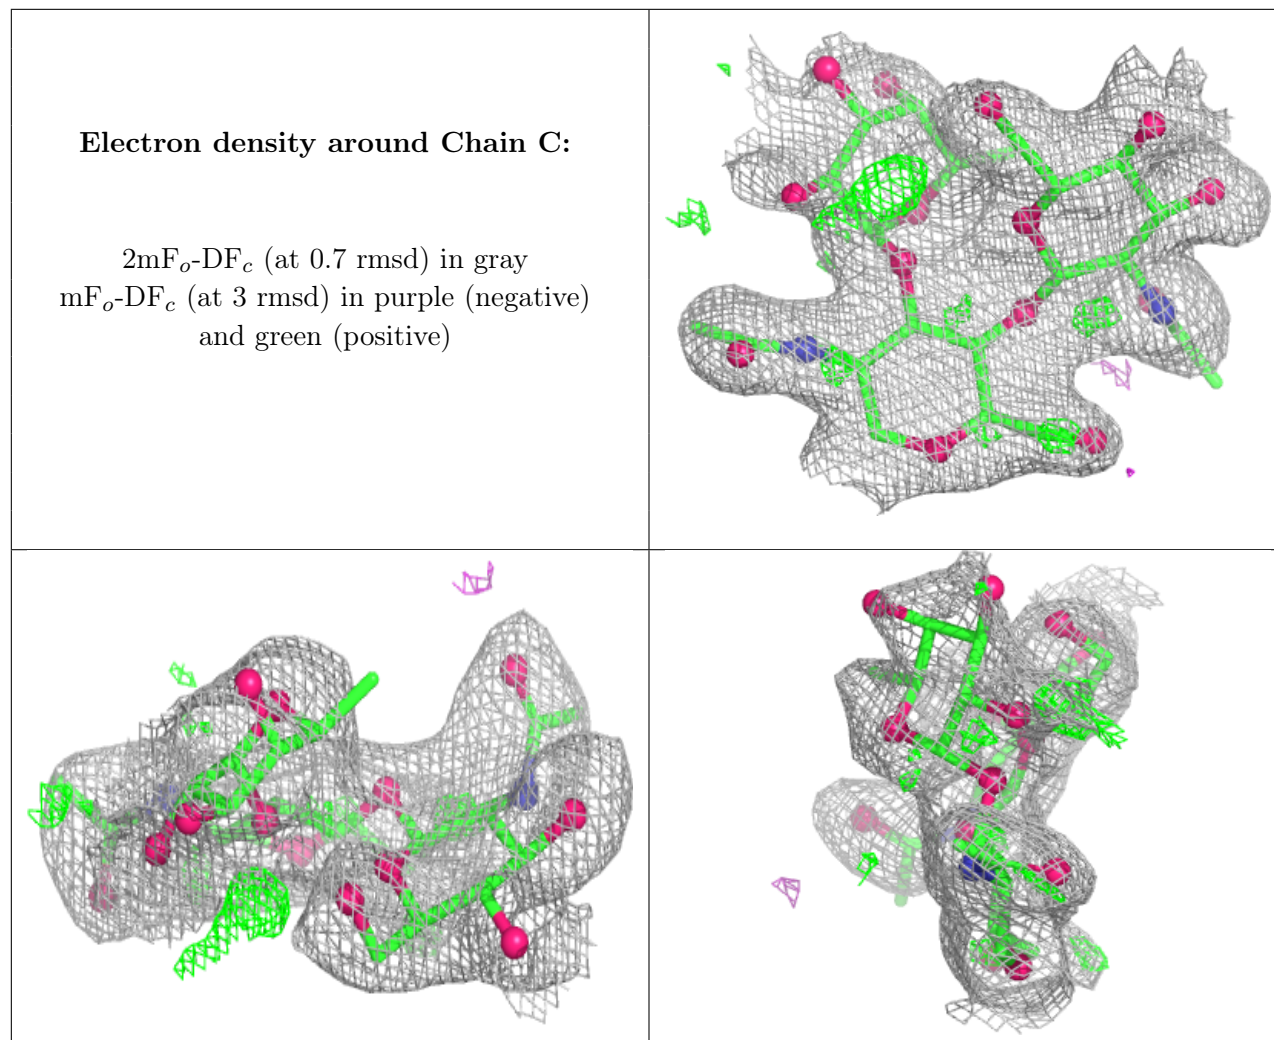 Electron density around Chain C:
2mFo-DFc (at 0.7 rmsd) in gray
mFo-DFc (at 3 rmsd) in purple (negative)
and green (positive)